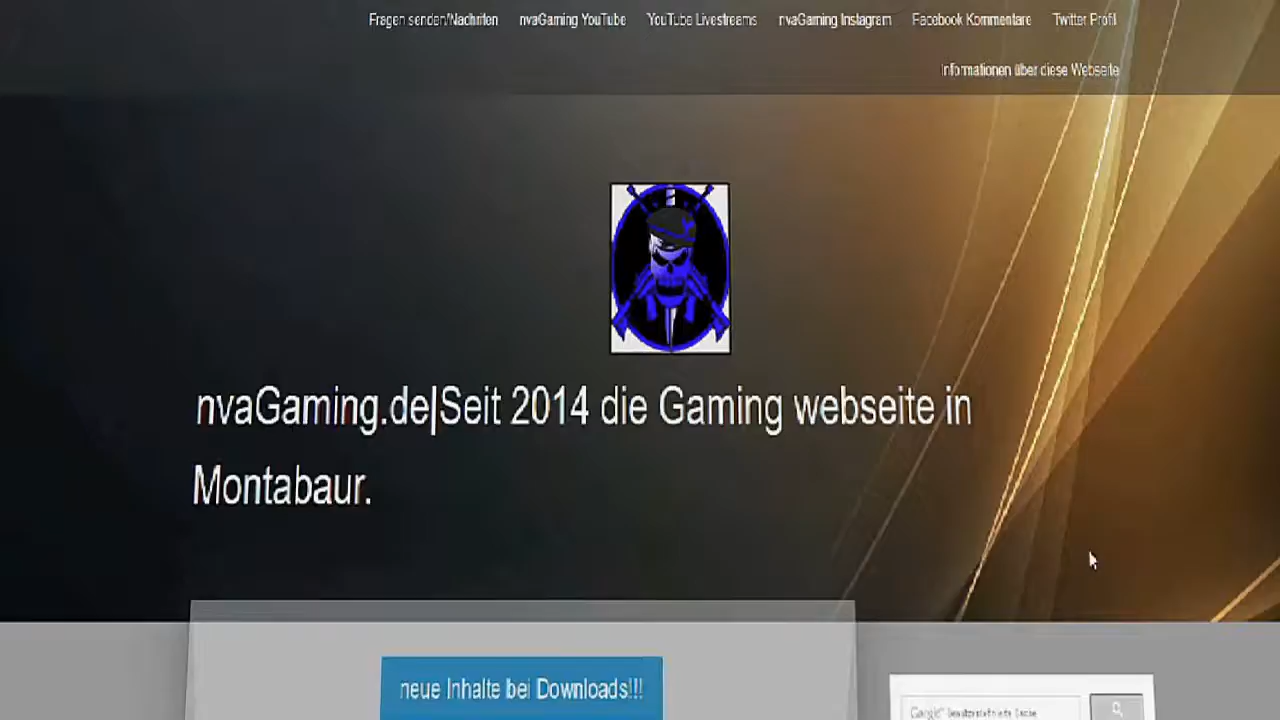 Fragen senden/Nachriten nvaGaming YouTube YouTube Livestreams nvaGaming Instagram Facebook Kommentare Twitter Profil
Informationen über diese Webseite
nvaGaming.de|Seit 2014 die Gaming webseite in
Montabaur.
neue Inhalte bei Downloads!!!